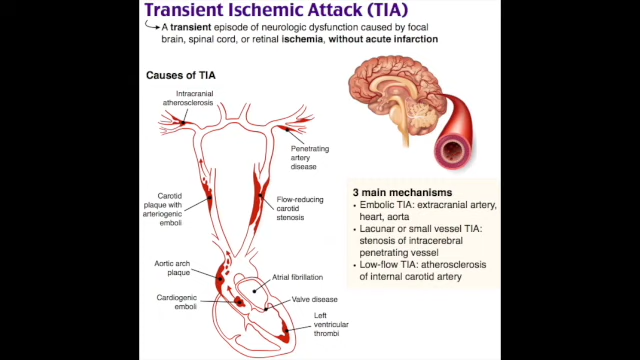 Transient Ischemic Attack (TIA)
A transient episode of neurologic dysfunction caused by focal
brain, spinal cord, or retinal ischemia, without acute infarction
Causes of TIA
Intracranial
atherosclerosis
Penetrating
artery
disease
Carotid
plaque with
arteriogenic
emboli
Flow-reducing
carotid
stenosis
Aortic arch
plaque
Cardiogenic
emboli
Atrial fibrillation
Valve disease
Left
ventricular
thrombi
3 main mechanisms
• Embolic TIA: extracranial artery,
heart, aorta
• Lacunar or small vessel TIA:
stenosis of intracerebral
penetrating vessel
• Low-flow TIA: atherosclerosis
of internal carotid artery